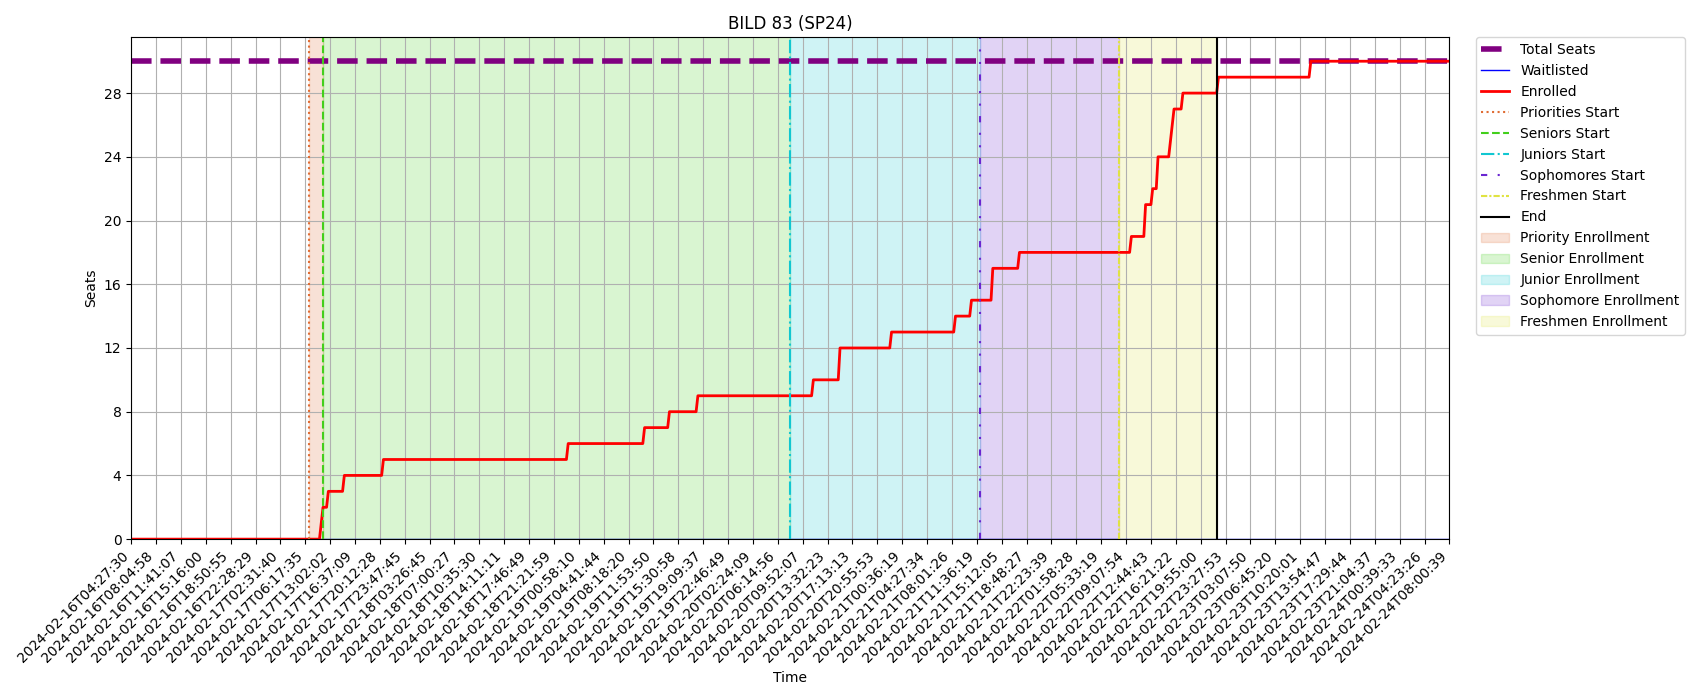 BILD 83 (SP24)
Total Seats
Waitlisted
Enrolled
Priorities Start
Seniors Start
Juniors Start
Sophomores Start
Freshmen Start
End
Priority Enrollment
Senior Enrollment
Junior Enrollment
Sophomore Enrollment
Freshmen Enrollment
Seats
28
24
20
16
12
8
4
0
2024-02-16T04:27:30
2024-02-16T08:04:58
2024-02-16T11:41:07
2024-02-16T15:16:00
2024-02-16T18:50:55
2024-02-16T22:28:29
2024-02-17T02:31:40
2024-02-17T06:17:35
2024-02-17T13:02:02
2024-02-17T16:37:09
2024-02-17T20:12:28
2024-02-17T23:47:45
2024-02-18T03:26:45
2024-02-18T07:00:27
2024-02-18T10:35:30
2024-02-18T14:11:11
2024-02-18T17:46:49
2024-02-18T21:21:59
2024-02-19T00:58:10
2024-02-19T04:41:44
2024-02-19T08:18:20
2024-02-19T11:53:50
2024-02-19T15:30:58
2024-02-19T19:09:37
2024-02-19T22:46:49
2024-02-20T02:24:09
2024-02-20T06:14:56
2024-02-20T09:52:07
2024-02-20T13:32:23
2024-02-20T17:13:13
2024-02-20T20:55:53
2024-02-21T00:36:19
2024-02-21T04:27:34
2024-02-21T08:01:26
2024-02-21T11:36:19
2024-02-21T15:12:05
2024-02-21T18:48:27
2024-02-21T22:23:39
2024-02-22T01:58:28
2024-02-22T05:33:19
2024-02-22T09:07:54
2024-02-22T12:44:43
2024-02-22T16:21:22
2024-02-22T19:55:00
2024-02-22T23:27:53
2024-02-23T03:07:50
2024-02-23T06:45:20
2024-02-23T10:20:01
2024-02-23T13:54:47
2024-02-23T17:29:44
2024-02-23T21:04:37
2024-02-24T00:39:33
2024-02-24T04:23:26
2024-02-24T08:00:39
Time